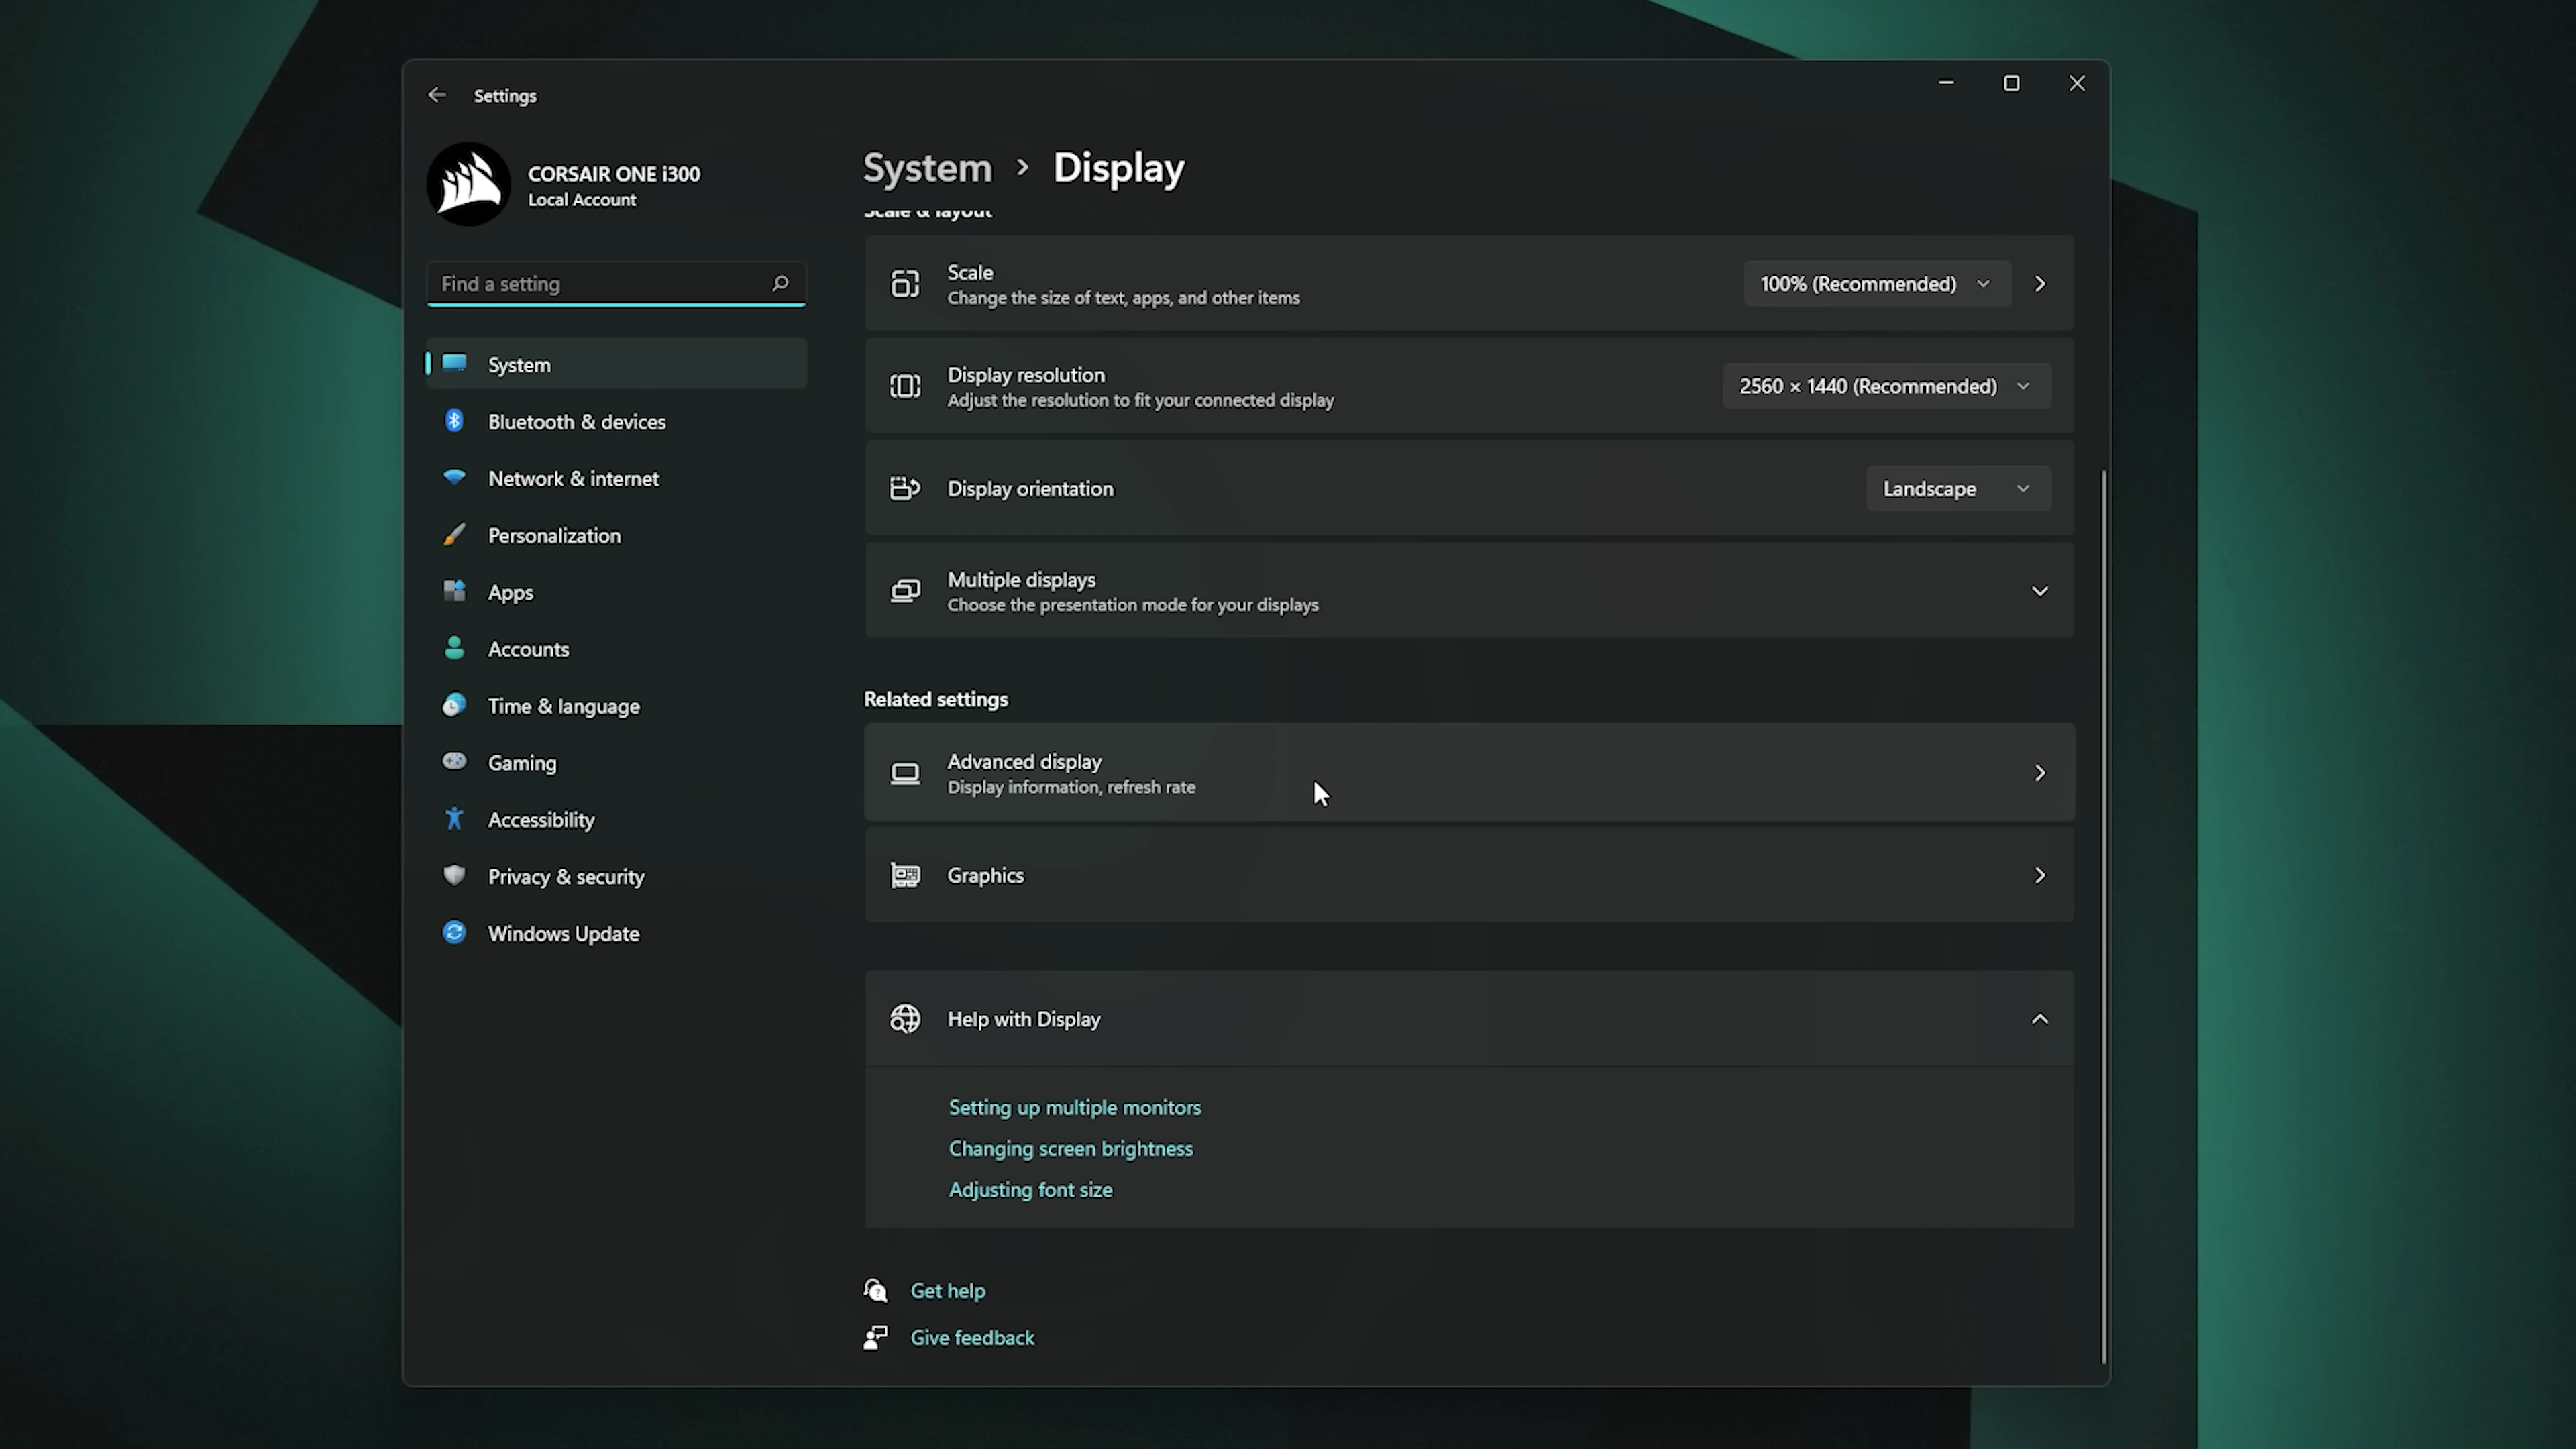 Settings
CORSAIR ONE i300
Local Account
Find a setting
System
Bluetooth & devices
Network & internet
Personalization
Apps
Accounts
Time & language
Gaming
Accessibility
Privacy & security
Windows Update
System > Display
Scale & layout
Scale
Change the size of text, apps, and other items
100% (Recommended)
Display resolution
Adjust the resolution to fit your connected display
2560 × 1440 (Recommended)
Display orientation
Landscape
Multiple displays
Choose the presentation mode for your displays
Related settings
Advanced display
Display information, refresh rate
Graphics
Help with Display
Setting up multiple monitors
Changing screen brightness
Adjusting font size
Get help
Give feedback